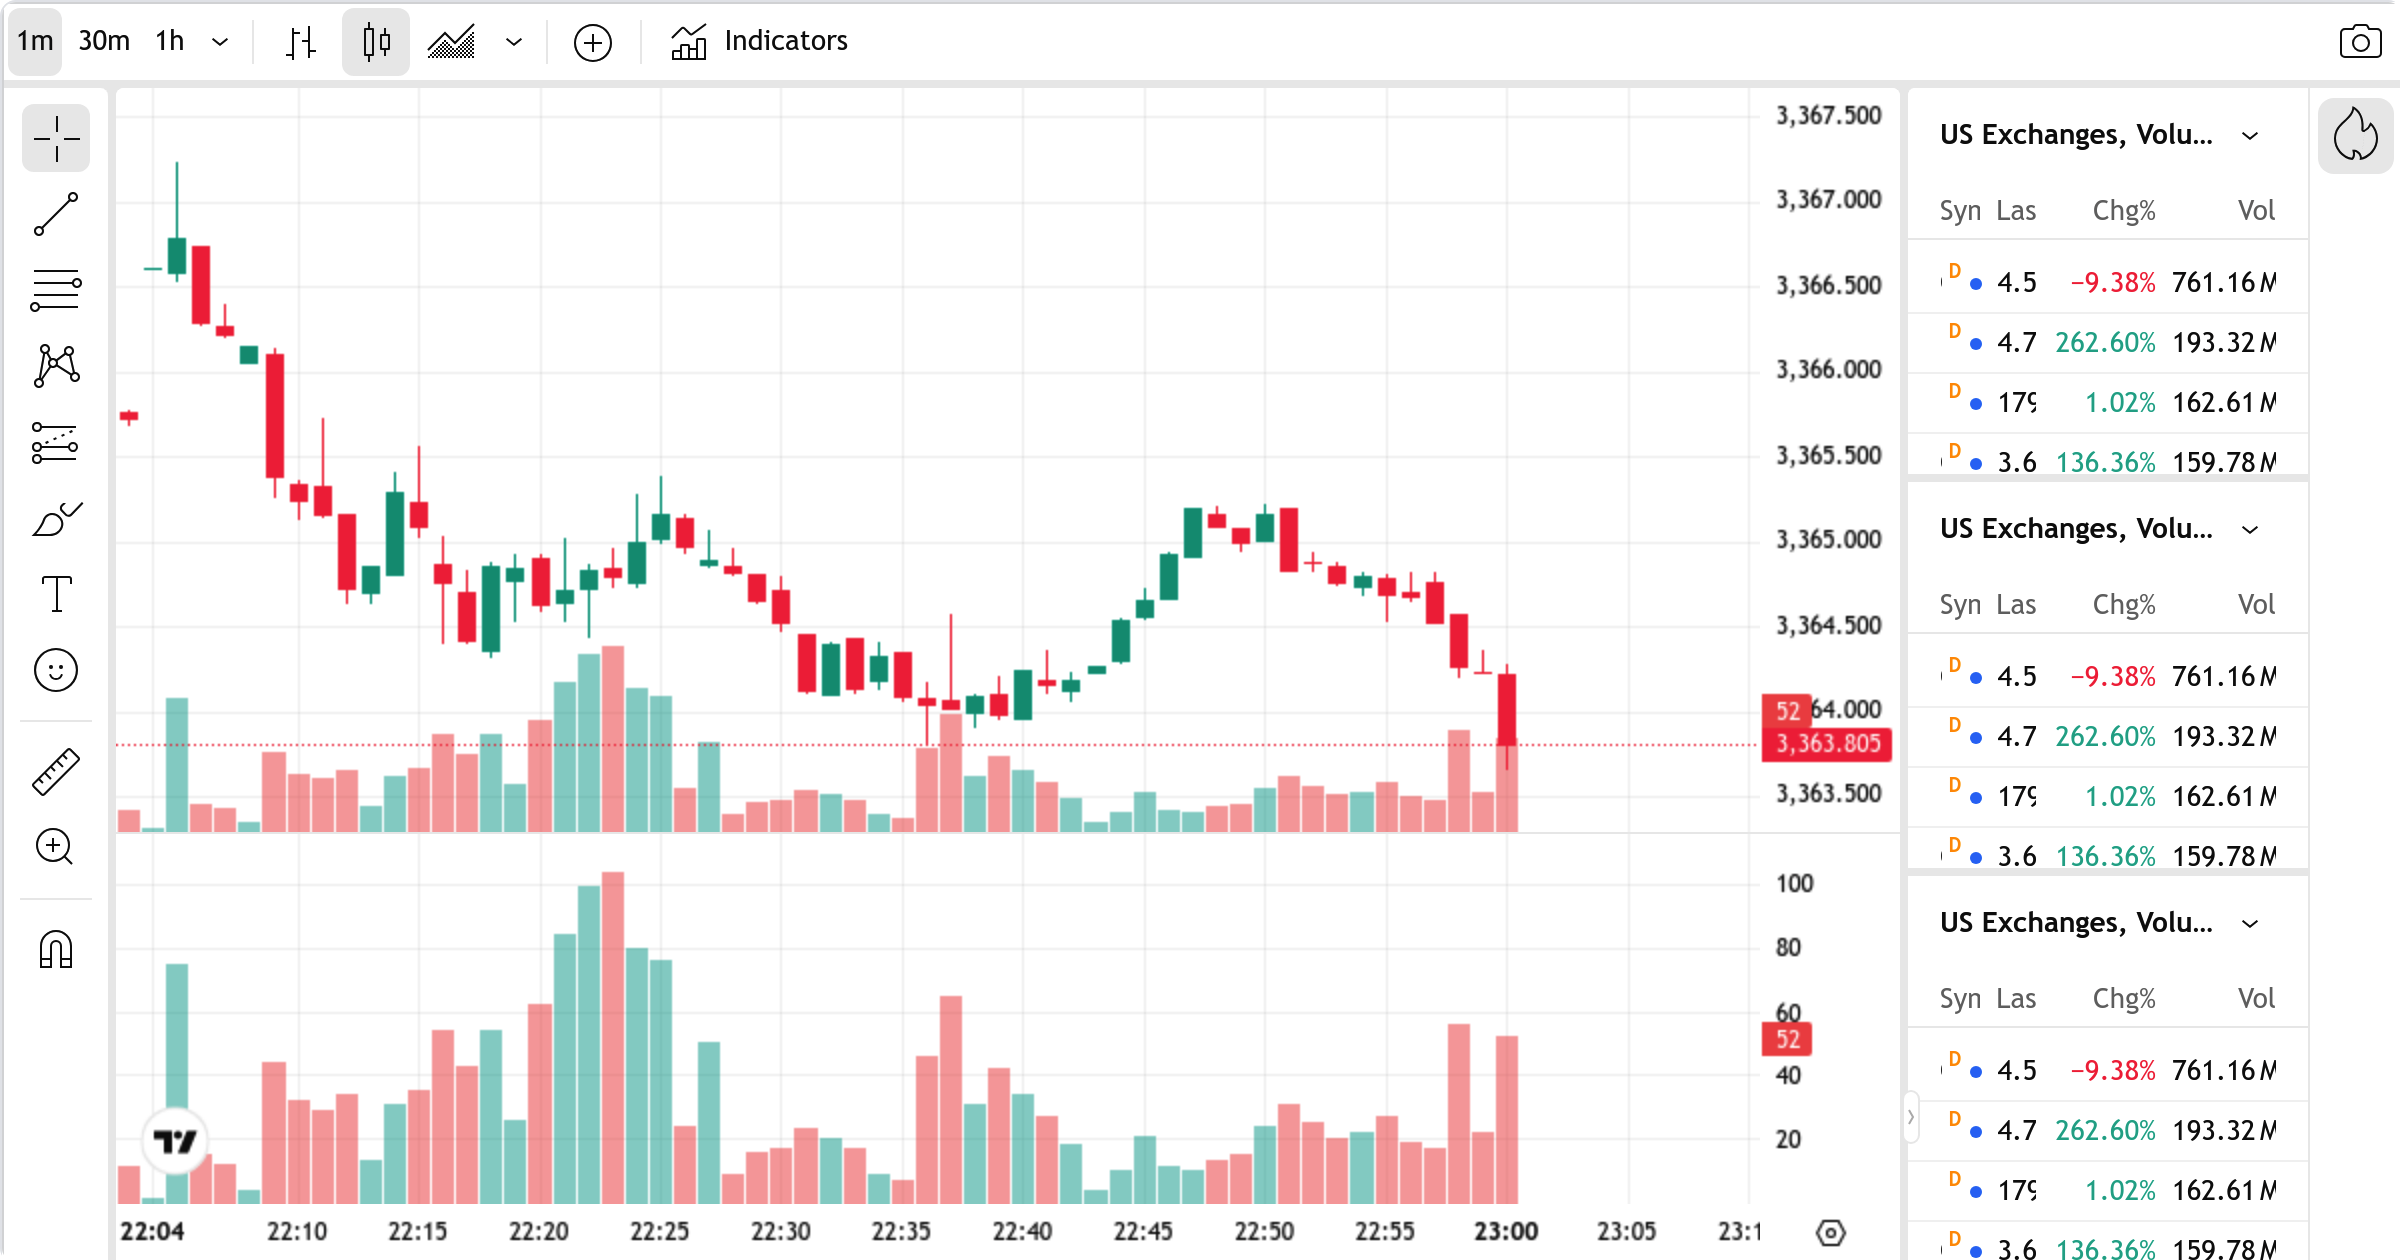 1m 30m 1h Indicators
3,367.500
3,367.000
3,366.500
3,366.000
3,365.500
3,365.000
3,364.500
52 64.000
3,363.805
3,363.500
100
80
60
52
40
20
22:04 22:10 22:15 22:20 22:25 22:30 22:35 22:40 22:45 22:50 22:55 23:00 23:05 23:1
US Exchanges, Volu...
Syn Las Chg% Vol
D 4.5 −9.38% 761.16 M
D 4.7 262.60% 193.32 M
D 179 1.02% 162.61 M
D 3.6 136.36% 159.78 M
US Exchanges, Volu...
Syn Las Chg% Vol
D 4.5 −9.38% 761.16 M
D 4.7 262.60% 193.32 M
D 179 1.02% 162.61 M
D 3.6 136.36% 159.78 M
US Exchanges, Volu...
Syn Las Chg% Vol
D 4.5 −9.38% 761.16 M
D 4.7 262.60% 193.32 M
D 179 1.02% 162.61 M
D 3.6 136.36% 159.78 M